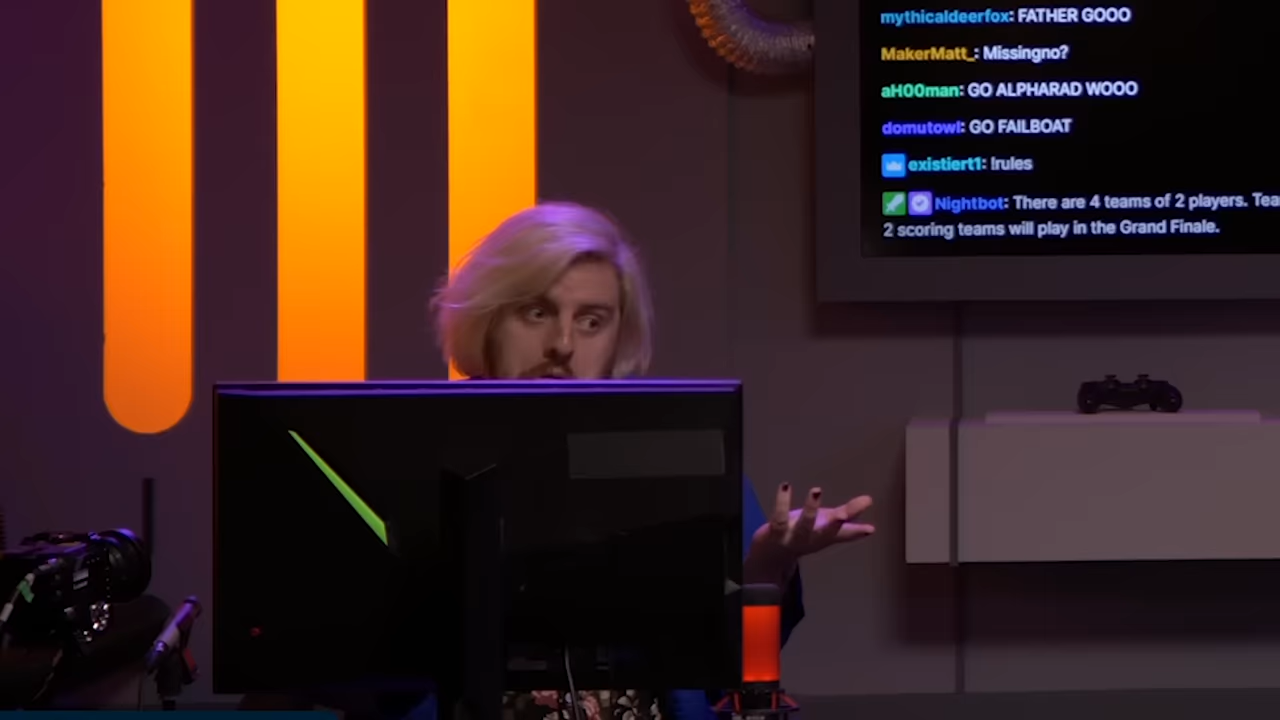 mythicaldeerfox: FATHER GOOO
MakerMatt_: Missingno?
aH00man: GO ALPHARAD WOOO
domutowl: GO FAILBOAT
existiert1: !rules
Nightbot: There are 4 teams of 2 players. Tea
2 scoring teams will play in the Grand Finale.